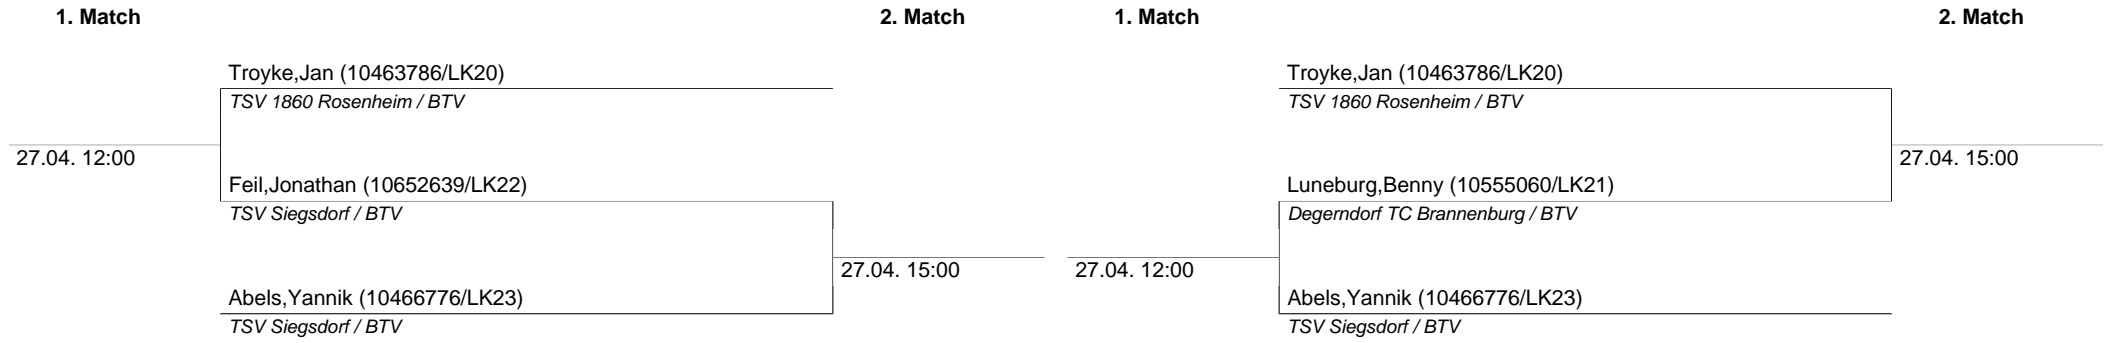 1. Match
2. Match
Troyke,Jan (10463786/LK20)
TSV 1860 Rosenheim / BTV
27.04. 12:00
Feil,Jonathan (10652639/LK22)
TSV Siegsdorf / BTV
27.04. 15:00
Abels,Yannik (10466776/LK23)
TSV Siegsdorf / BTV
1. Match
2. Match
Troyke,Jan (10463786/LK20)
TSV 1860 Rosenheim / BTV
27.04. 15:00
Luneburg,Benny (10555060/LK21)
Degerndorf TC Brannenburg / BTV
27.04. 12:00
Abels,Yannik (10466776/LK23)
TSV Siegsdorf / BTV